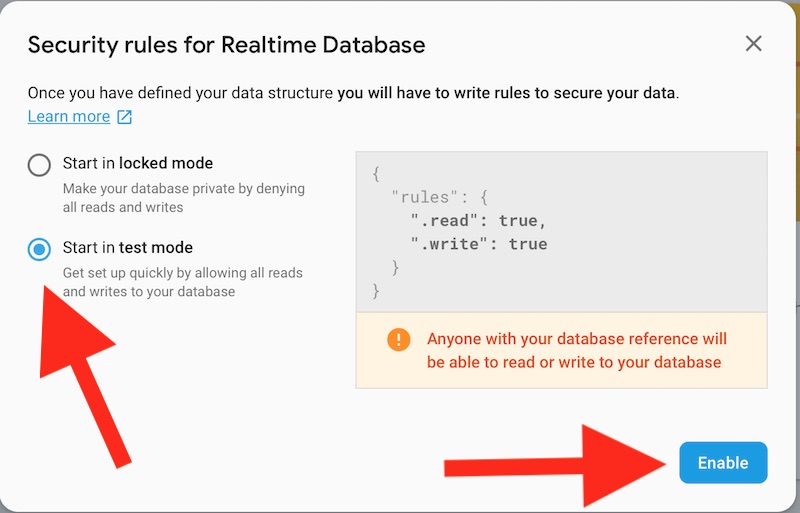 Security rules for Realtime Database
Once you have defined your data structure you will have to write rules to secure your data.
Learn more
Start in locked mode
Make your database private by denying
all reads and writes
Start in test mode
Get set up quickly by allowing all reads
and writes to your database
{
"rules": {
".read": true,
".write": true
}
}
Anyone with your database reference will
be able to read or write to your database
Enable